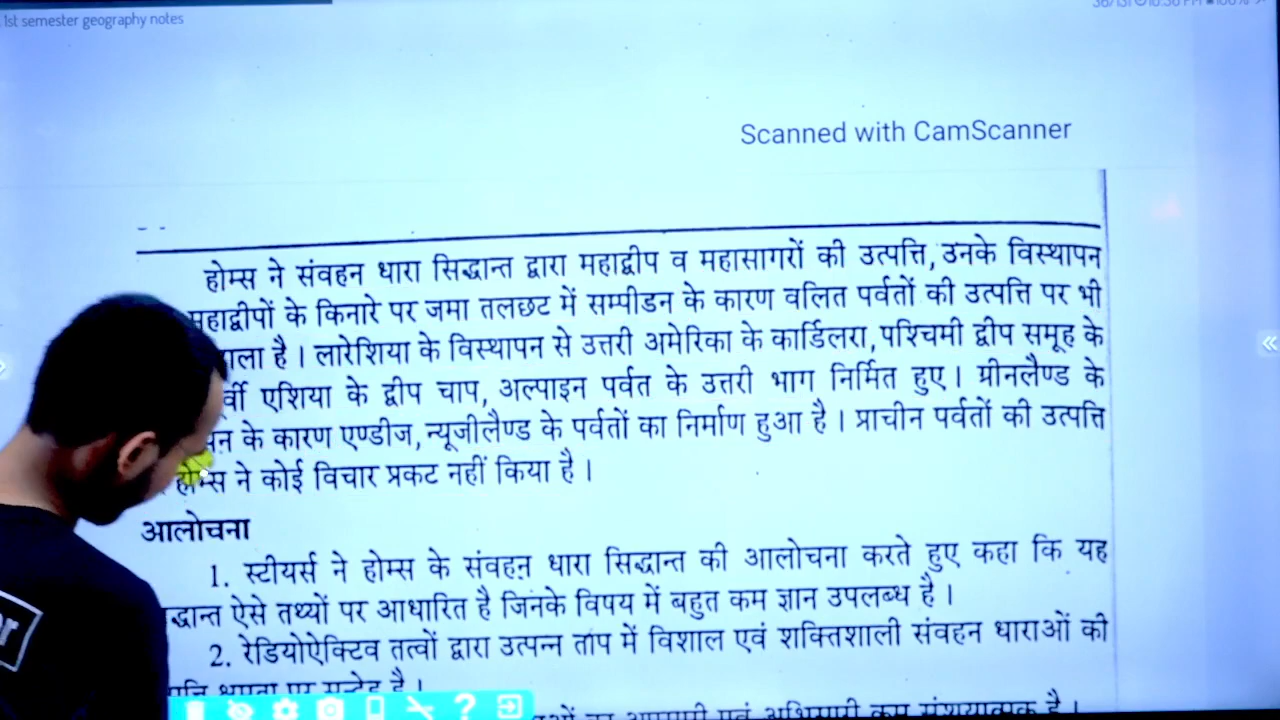 1st semester geography notes
Scanned with CamScanner
होम्स ने संवहन धारा सिद्धान्त द्वारा महाद्वीप व महासागरों की उत्पत्ति, उनके विस्थापन
महाद्वीपों के किनारे पर जमा तलछट में सम्पीडन के कारण वलित पर्वतों की उत्पत्ति पर भी
है । लारेशिया के विस्थापन से उत्तरी अमेरिका के कार्डिलरा, पश्चिमी द्वीप समूह के
एशिया के द्वीप चाप, अल्पाइन पर्वत के उत्तरी भाग निर्मित हुए । ग्रीनलैण्ड के
के कारण एण्डीज, न्यूजीलैण्ड के पर्वतों का निर्माण हुआ है । प्राचीन पर्वतों की उत्पत्ति
होम्स ने कोई विचार प्रकट नहीं किया है ।
आलोचना
1. स्टीयर्स ने होम्स के संवहन धारा सिद्धान्त की आलोचना करते हुए कहा कि यह
ऐसे तथ्यों पर आधारित है जिनके विषय में बहुत कम ज्ञान उपलब्ध है ।
2. रेडियोऐक्टिव तत्वों द्वारा उत्पन्न ताप में विशाल एवं शक्तिशाली संवहन धाराओं की